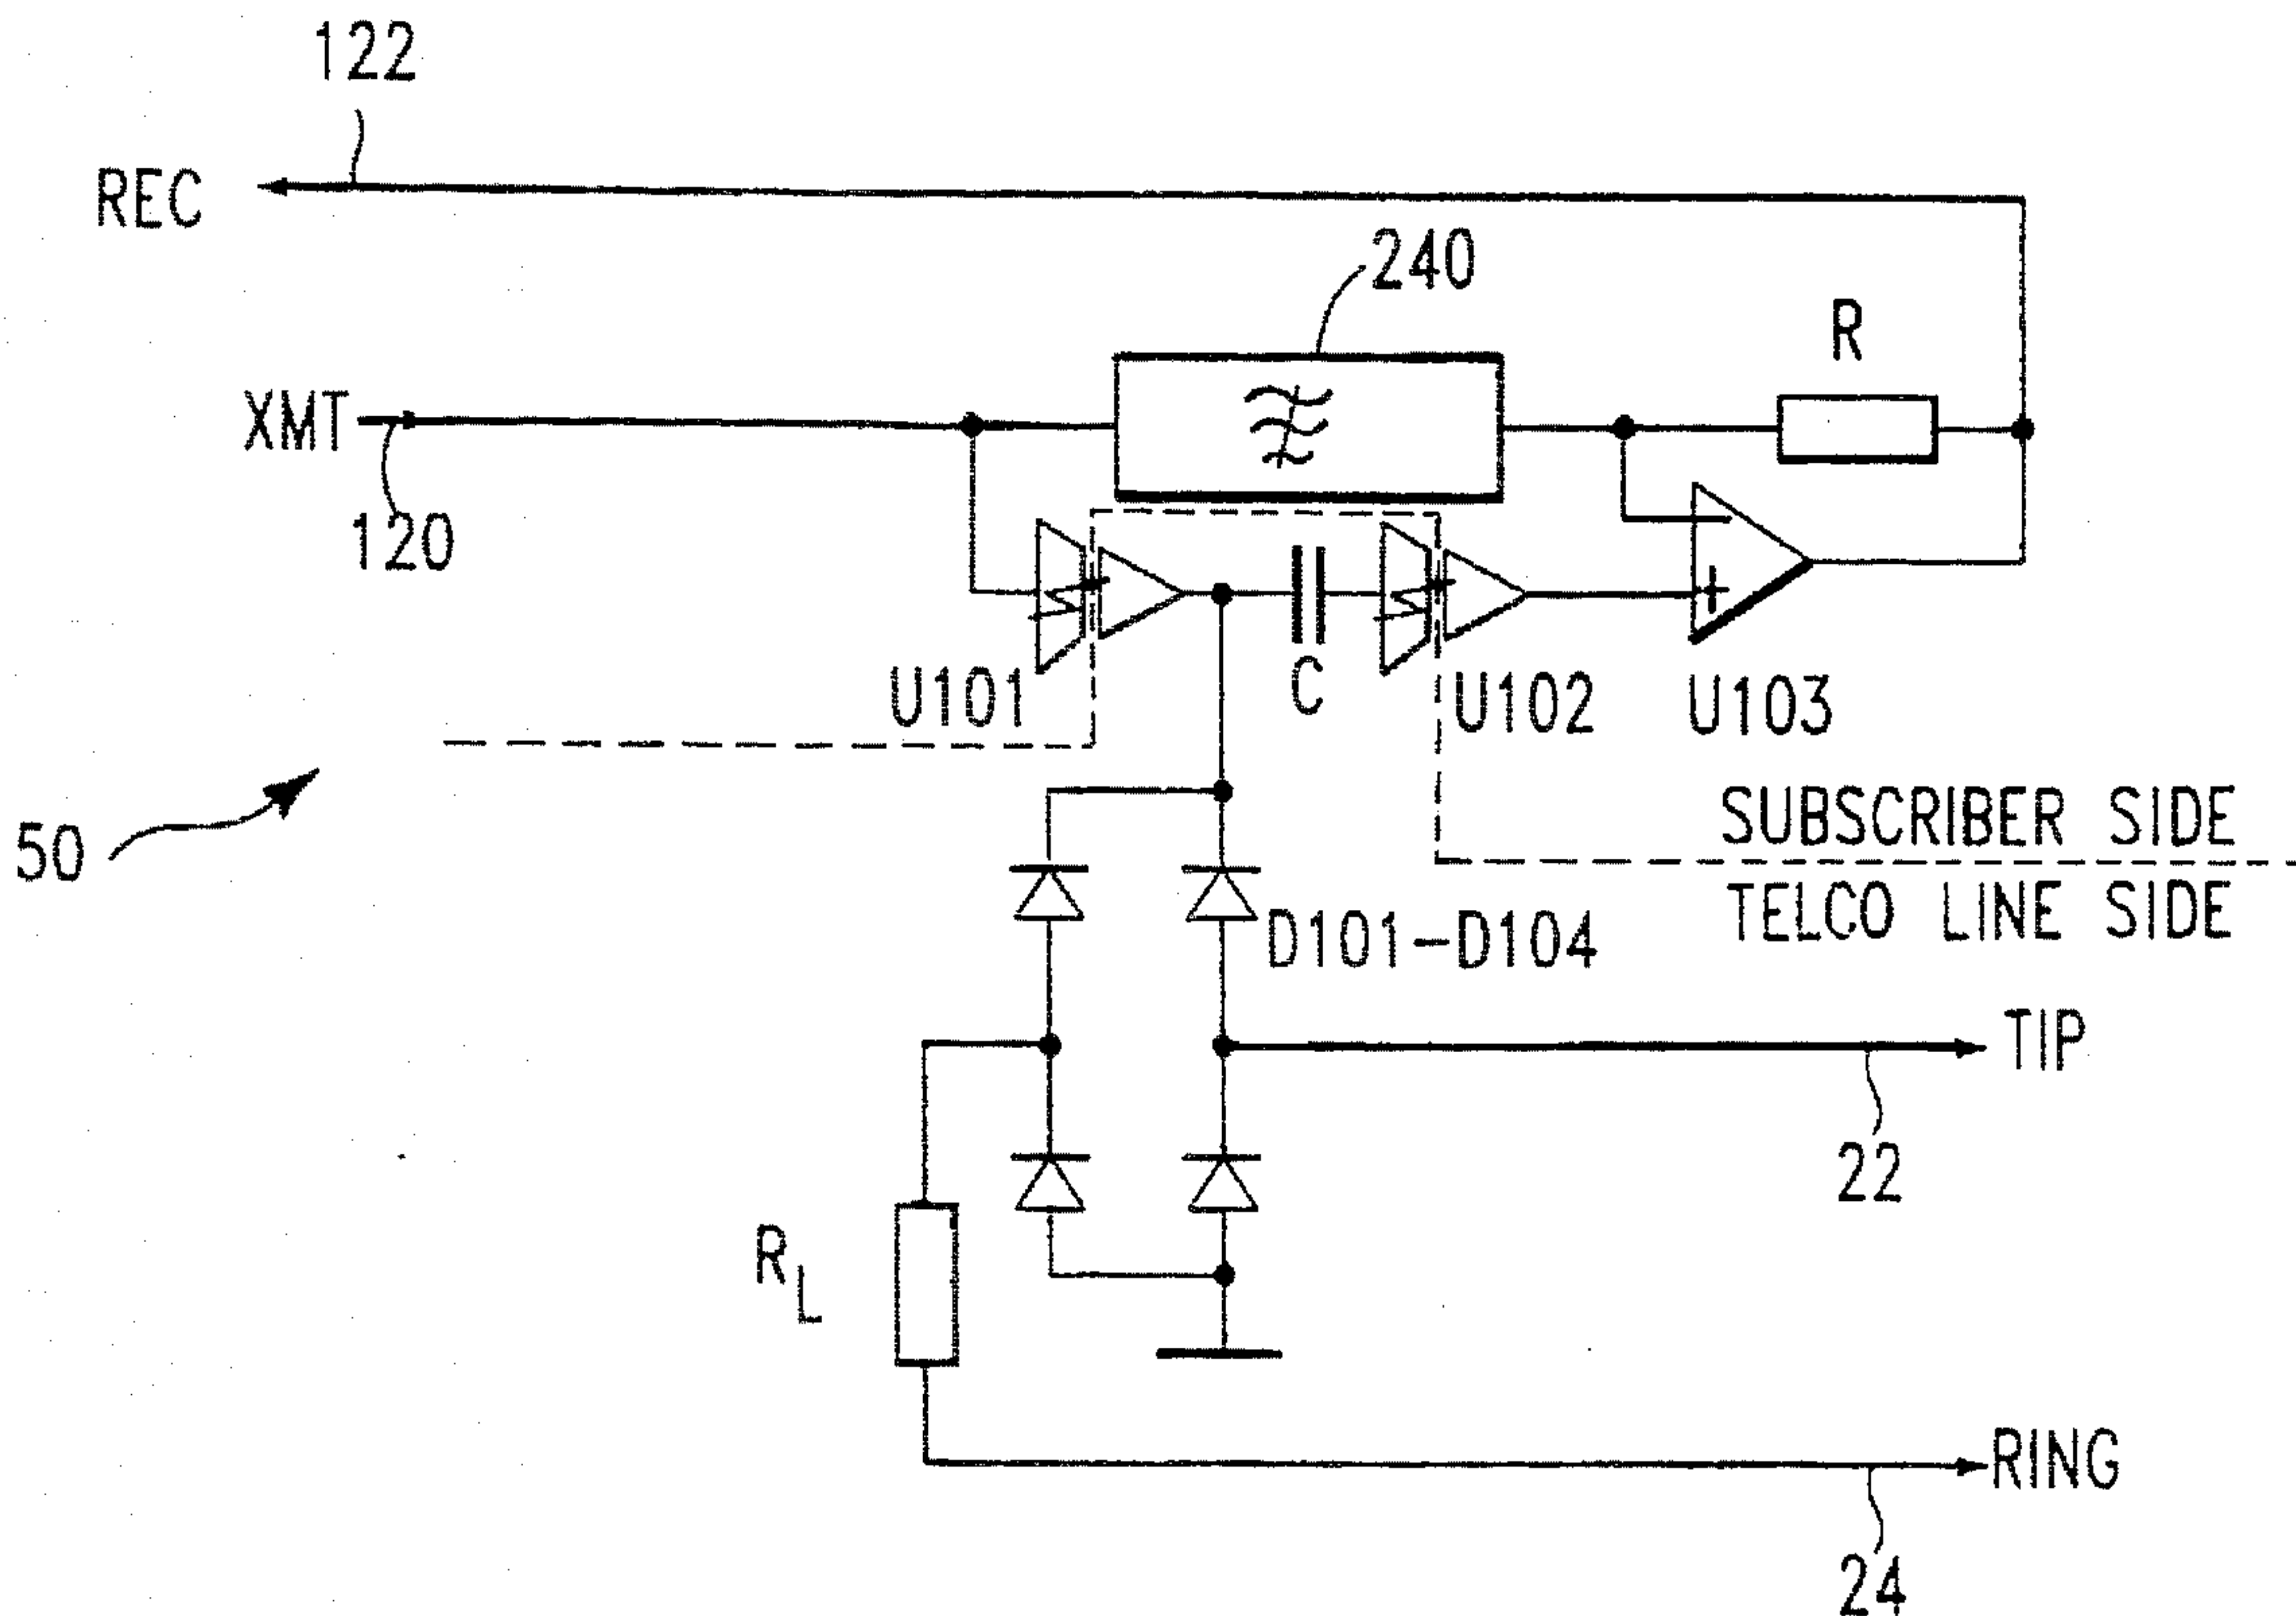 122
REC
240
R
XMT
120
U101
C
U102
U103
50
SUBSCRIBER SIDE
TELCO LINE SIDE
D101-D104
TIP
22
RL
RING
24